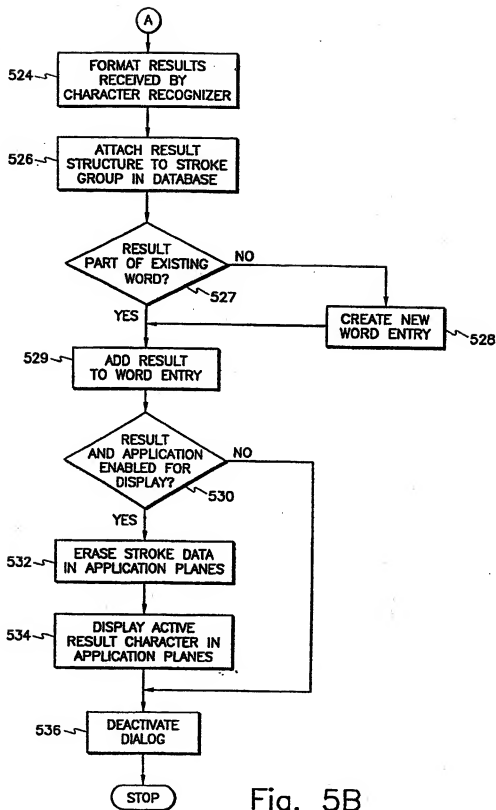 A
524
FORMAT RESULTS
RECEIVED BY
CHARACTER RECOGNIZER
526
ATTACH RESULT
STRUCTURE TO STROKE
GROUP IN DATABASE
RESULT
PART OF EXISTING
WORD?
NO
527
YES
CREATE NEW
WORD ENTRY
528
529
ADD RESULT
TO WORD ENTRY
RESULT
AND APPLICATION
ENABLED FOR
DISPLAY?
NO
530
YES
532
ERASE STROKE DATA
IN APPLICATION PLANES
534
DISPLAY ACTIVE
RESULT CHARACTER IN
APPLICATION PLANES
536
DEACTIVATE
DIALOG
STOP
Fig. 5B